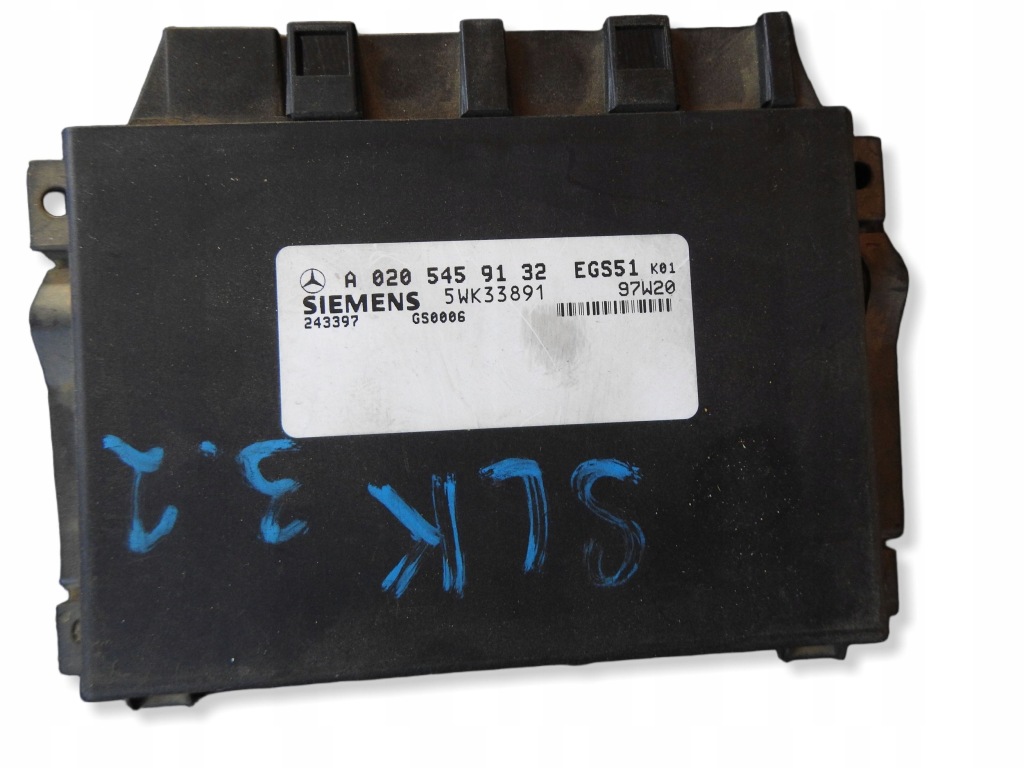 A 020 545 91 32 EGS51 K01
SIEMENS 5WK33891 97W20
243397 GS0006
SLK 3.2